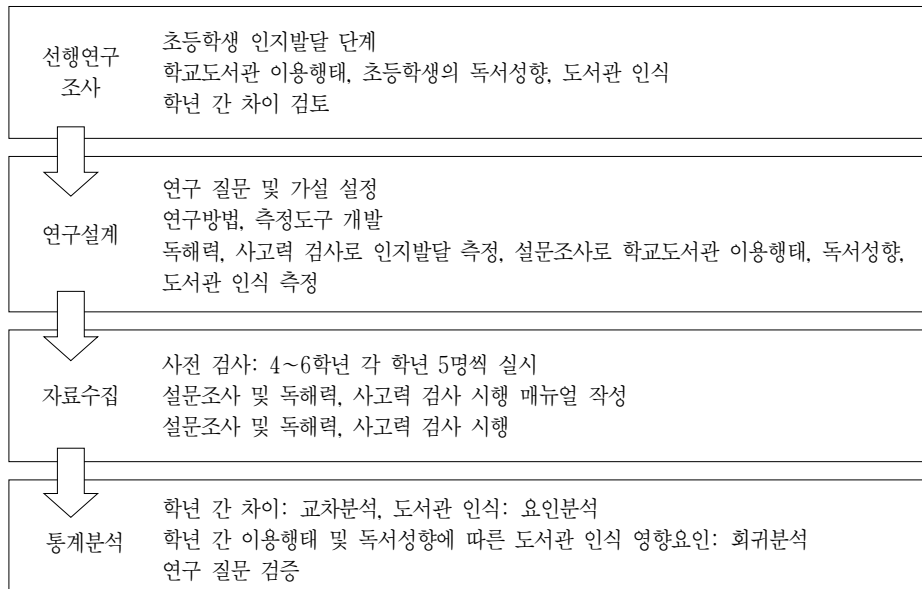 선행연구
조사
초등학생 인지발달 단계
학교도서관 이용행태, 초등학생의 독서성향, 도서관 인식
학년 간 차이 검토
연구설계
연구 질문 및 가설 설정
연구방법, 측정도구 개발
독해력, 사고력 검사로 인지발달 측정, 설문조사로 학교도서관 이용행태, 독서성향,
도서관 인식 측정
자료수집
사전 검사: 4~6학년 각 학년 5명씩 실시
설문조사 및 독해력, 사고력 검사 시행 매뉴얼 작성
설문조사 및 독해력, 사고력 검사 시행
통계분석
학년 간 차이: 교차분석, 도서관 인식: 요인분석
학년 간 이용행태 및 독서성향에 따른 도서관 인식 영향요인: 회귀분석
연구 질문 검증